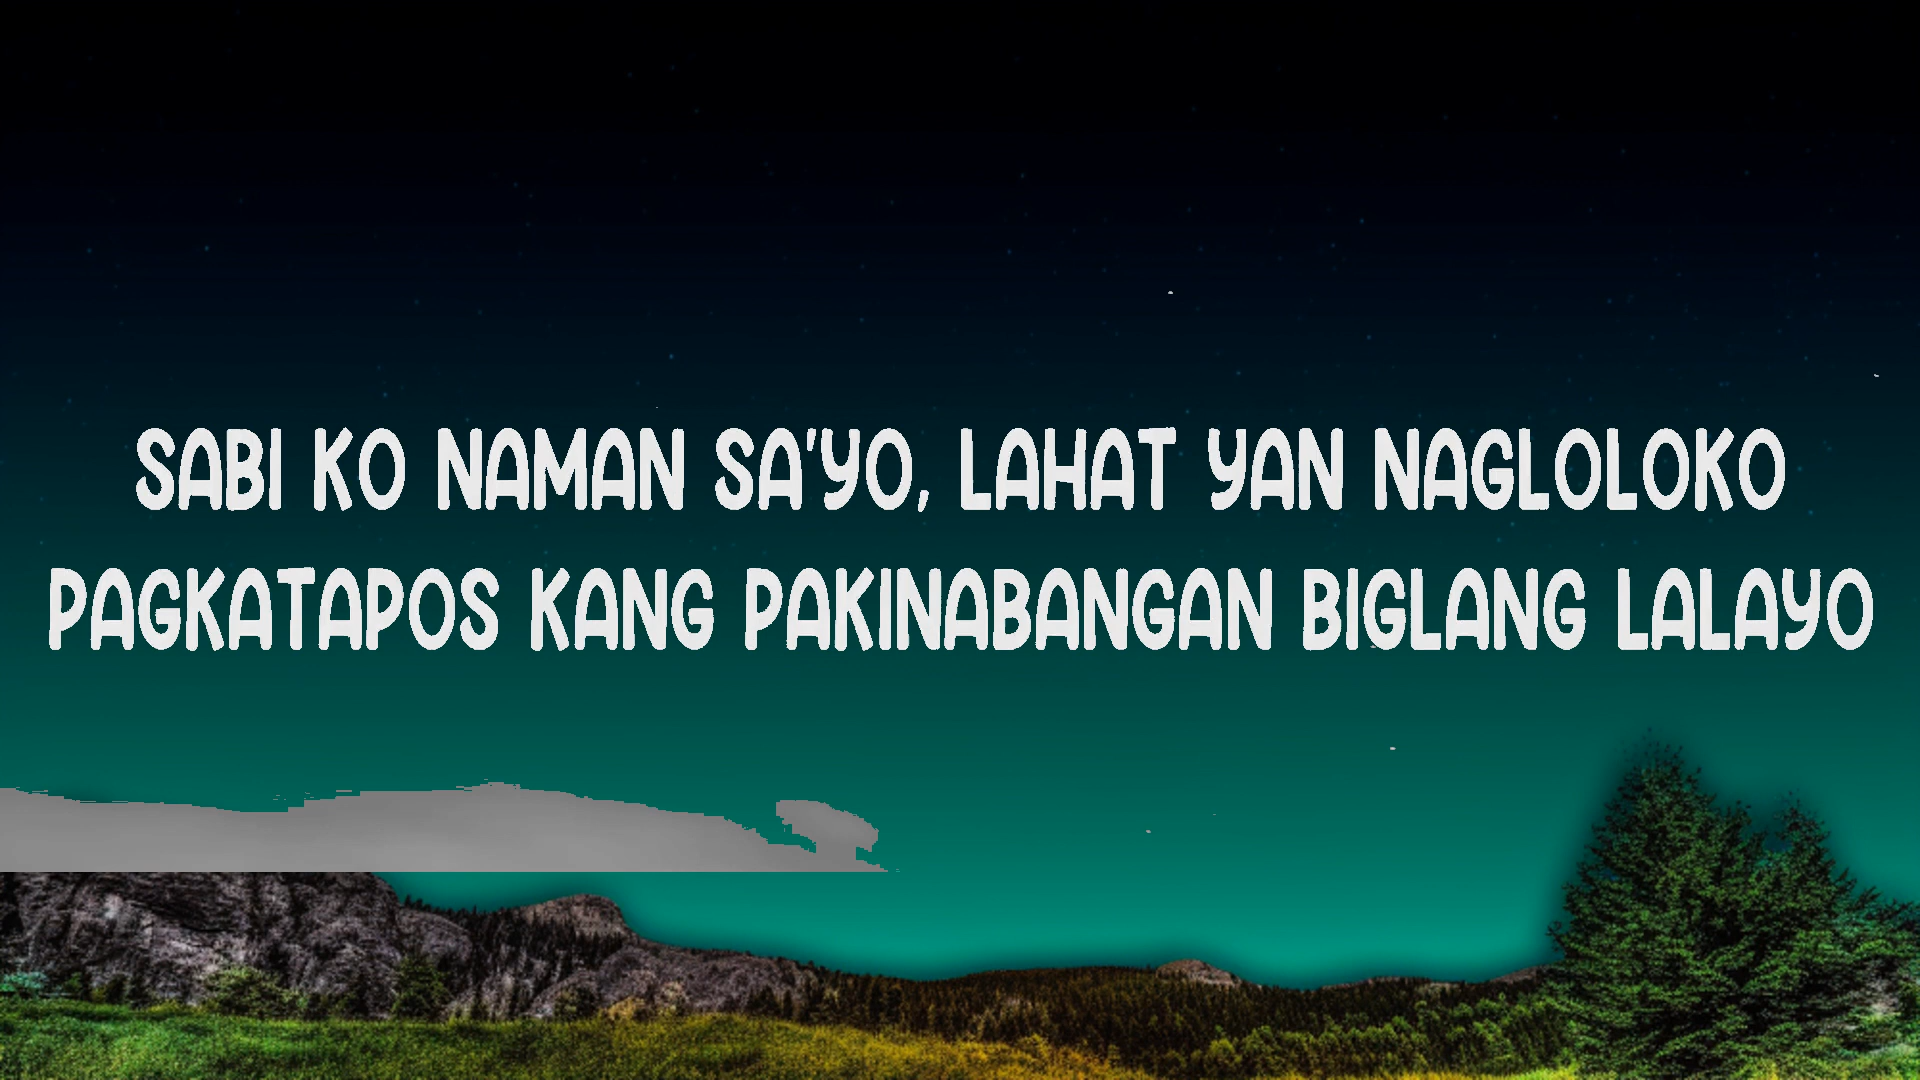 SABI KO NAMAN SA'YO, LAHAT YAN NAGLOLOKO
PAGKATAPOS KANG PAKINABANGAN BIGLANG LALAYO